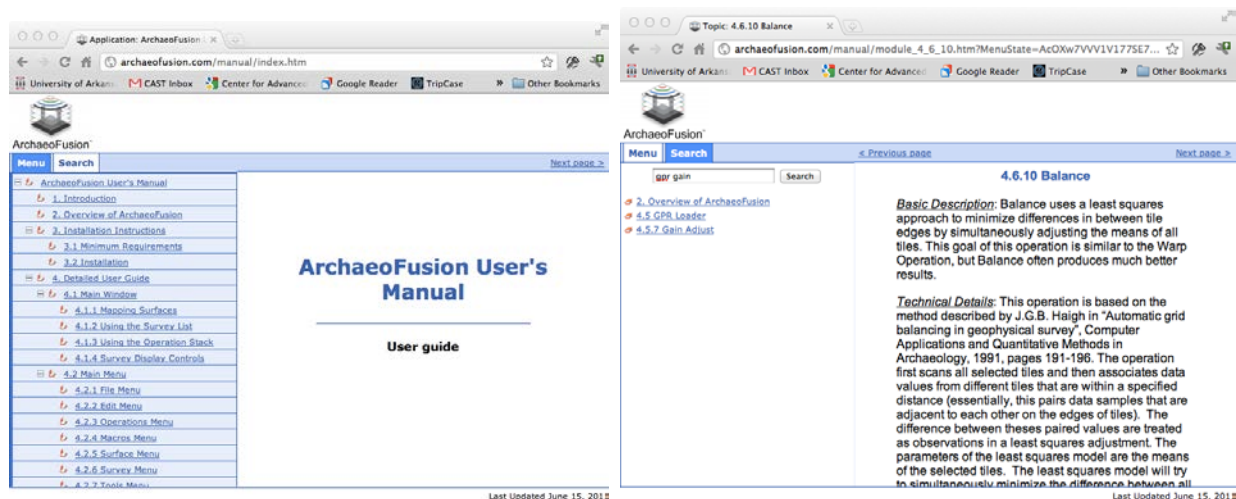 Application: ArchaeoFusion
archaeofusion.com/manual/index.htm
University of Arkans
CAST Inbox
Center for Advanced
Google Reader
TripCase
»
Other Bookmarks
ArchaeoFusion
Menu
Search
Next page >
ArchaeoFusion User's Manual
1. Introduction
2. Overview of ArchaeoFusion
3. Installation Instructions
3.1 Minimum Requirements
3.2 Installation
4. Detailed User Guide
4.1 Main Window
4.1.1 Mapping Surfaces
4.1.2 Using the Survey List
4.1.3 Using the Operation Stack
4.1.4 Survey Display Controls
4.2 Main Menu
4.2.1 File Menu
4.2.2 Edit Menu
4.2.3 Operations Menu
4.2.4 Macros Menu
4.2.5 Surface Menu
4.2.6 Survey Menu
4.2.7 Tools Menu
ArchaeoFusion User's
Manual
User guide
Last Updated June 15, 201
Topic: 4.6.10 Balance
archaeofusion.com/manual/module_4_6_10.htm?MenuState=AcOXw7VVV1V177SE7...
University of Arkans
CAST Inbox
Center for Advanced
Google Reader
TripCase
»
Other Bookmarks
ArchaeoFusion
Menu
Search
< Previous page
Next page >
gpr gain
Search
2. Overview of ArchaeoFusion
4.5 GPR Loader
4.5.7 Gain Adjust
4.6.10 Balance
Basic Description: Balance uses a least squares
approach to minimize differences in between tile
edges by simultaneously adjusting the means of all
tiles. This goal of this operation is similar to the Warp
Operation, but Balance often produces much better
results.
Technical Details: This operation is based on the
method described by J.G.B. Haigh in "Automatic grid
balancing in geophysical survey", Computer
Applications and Quantitative Methods in
Archaeology, 1991, pages 191-196. The operation
first scans all selected tiles and then associates data
values from different tiles that are within a specified
distance (essentially, this pairs data samples that are
adjacent to each other on the edges of tiles). The
difference between theses paired values are treated
as observations in a least squares adjustment. The
parameters of the least squares model are the means
of the selected tiles. The least squares model will try
to simultaneously minimize the difference between all
Last Updated June 15, 201